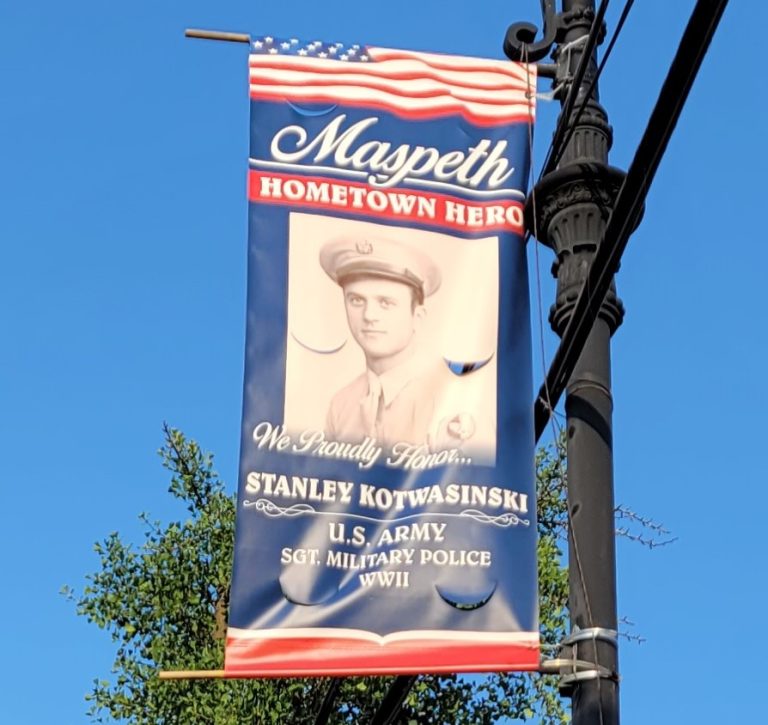 Maspeth
HOMETOWN HERO
We Proudly Honor...
STANLEY KOTWASINSKI
U.S. ARMY
SGT. MILITARY POLICE
WWII